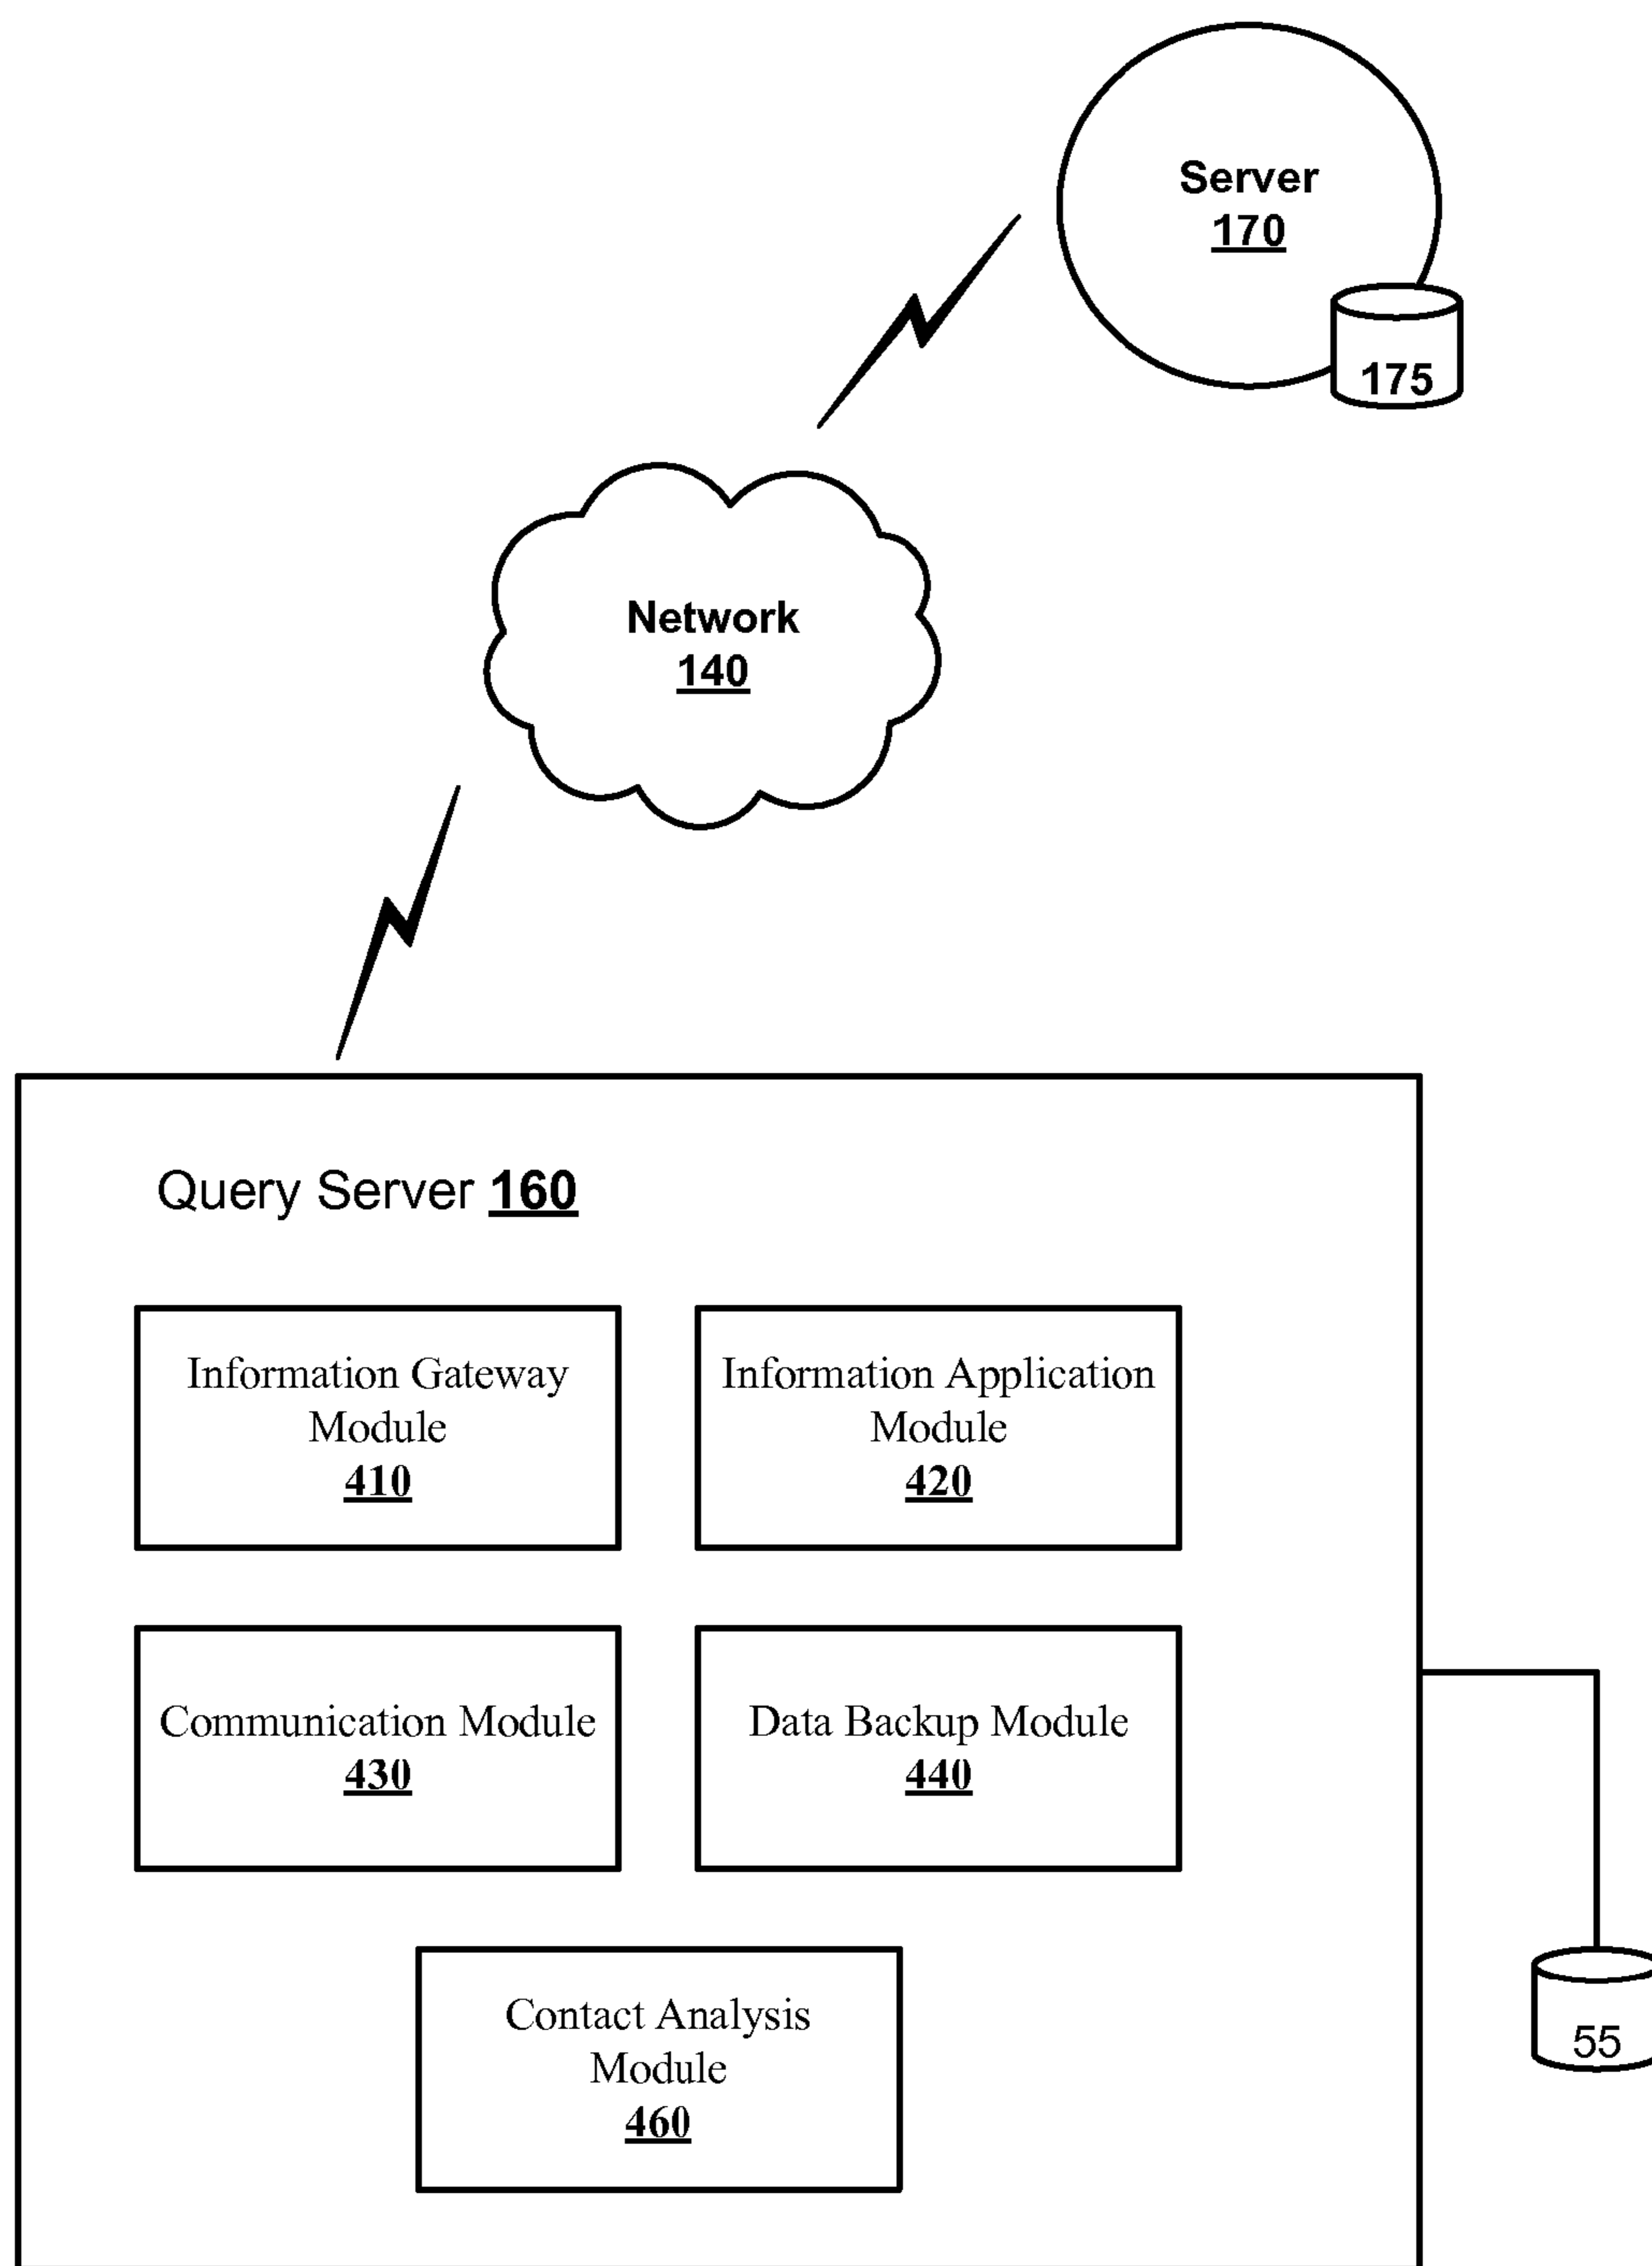 Server
170
175
Network
140
Query Server 160
Information Gateway
Module
410
Information Application
Module
420
Communication Module
430
Data Backup Module
440
Contact Analysis
Module
460
55